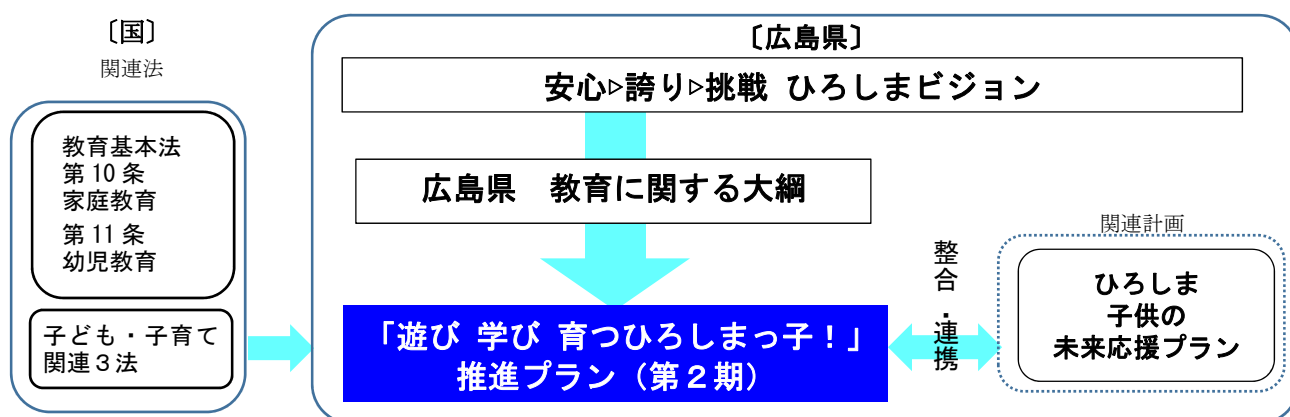 〔国〕
関連法
教育基本法
第10条
家庭教育
第11条
幼児教育
子ども・子育て
関連3法
〔広島県〕
安心▷誇り▷挑戦 ひろしまビジョン
広島県 教育に関する大綱
「遊び 学び 育つひろしまっ子!」
推進プラン(第2期)
整合・連携
関連計画
ひろしま
子供の
未来応援プラン